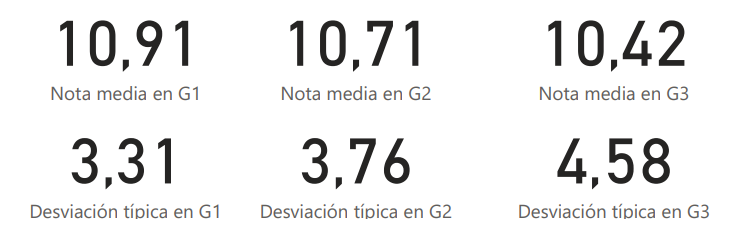 10,91 10,71 10,42
Nota media en G1 Nota media en G2 Nota media en G3
3,31 3,76 4,58
Desviación típica en G1 Desviación típica en G2 Desviación típica en G3